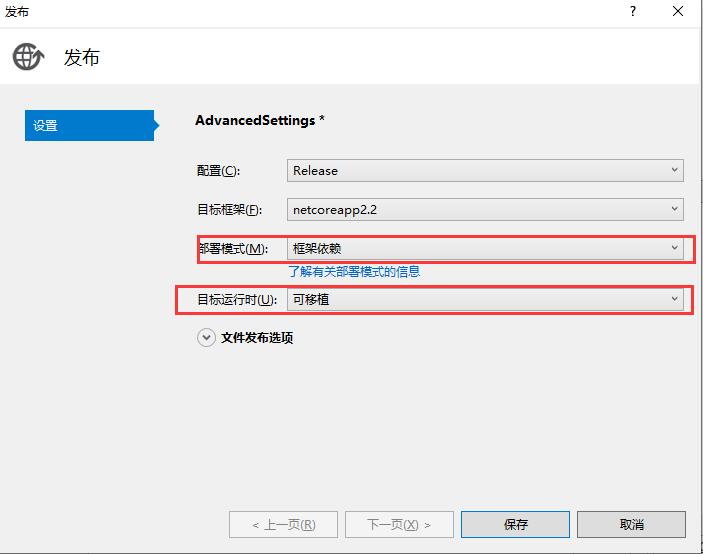 发布
? ×
发布
设置
AdvancedSettings *
配置(C): Release
目标框架(F): netcoreapp2.2
部署模式(M): 框架依赖
了解有关部署模式的信息
目标运行时(U): 可移植
文件发布选项
< 上一页(R) 下一页(X) > 保存 取消